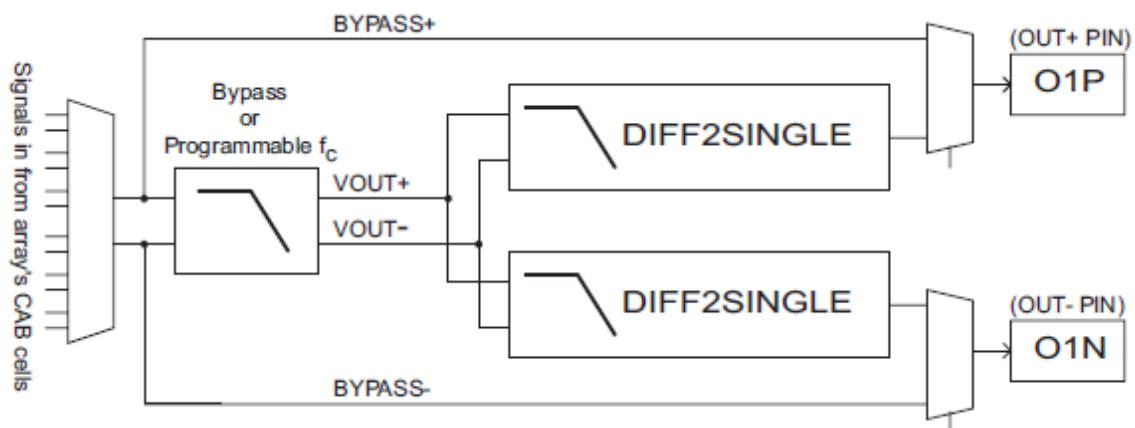 BYPASS+
(OUT+ PIN)
O1P
Signals in from array's CAB cells
Bypass
or
Programmable fc
DIFF2SINGLE
VOUT+
VOUT-
DIFF2SINGLE
(OUT- PIN)
O1N
BYPASS-